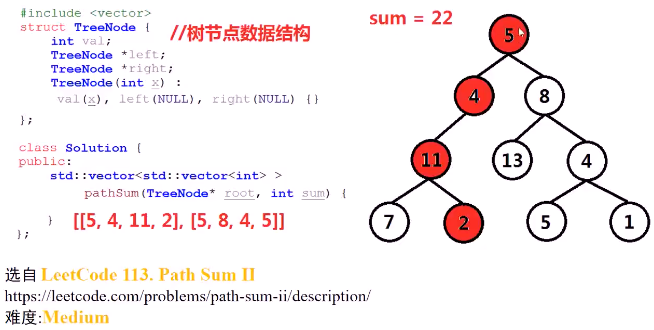 #include <vector>
struct TreeNode {
int val; //树节点数据结构
TreeNode *left;
TreeNode *right;
TreeNode(int x) :
val(x), left(NULL), right(NULL) {}
};
class Solution {
public:
std::vector<std::vector<int> >
pathSum(TreeNode* root, int sum) {
} [[5, 4, 11, 2], [5, 8, 4, 5]]
};
sum = 22
5
4 8
11 13 4
7 2 5 1
选自 LeetCode 113. Path Sum II
https://leetcode.com/problems/path-sum-ii/description/
难度:Medium